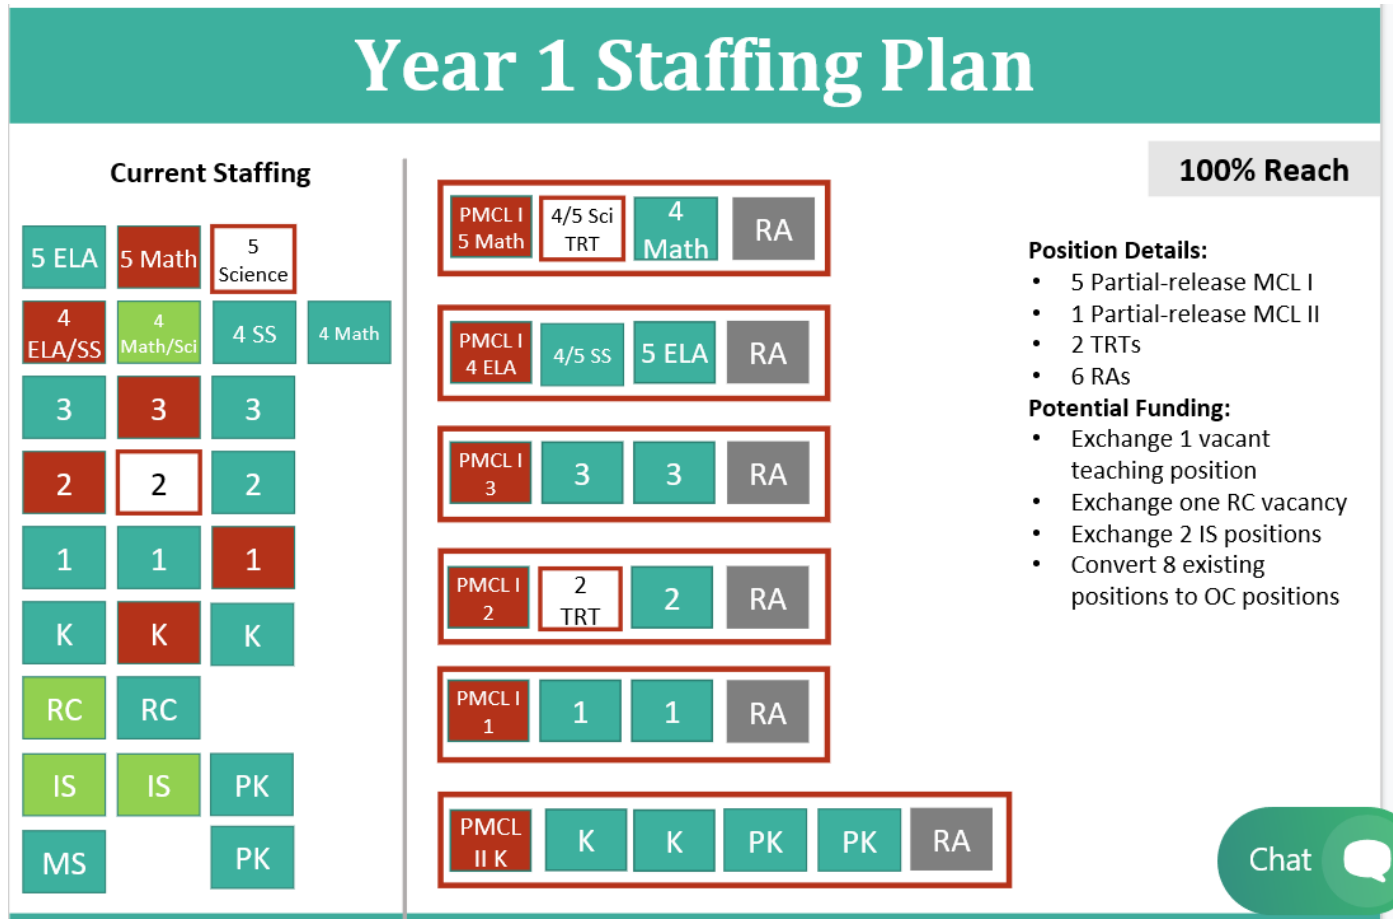 Year 1 Staffing Plan
Current Staffing
5 ELA
5 Math
5
Science
4
ELA/SS
4
Math/Sci
4 SS
4 Math
3
3
3
2
2
2
1
1
1
K
K
K
RC
RC
IS
IS
PK
MS
PK
PMCL I
5 Math
4/5 Sci
TRT
4
Math
RA
PMCL I
4 ELA
4/5 SS
5 ELA
RA
PMCL I
3
3
3
RA
PMCL I
2
2
TRT
2
RA
PMCL I
1
1
1
RA
PMCL
II K
K
K
PK
PK
RA
100% Reach
Position Details:
• 5 Partial-release MCL I
• 1 Partial-release MCL II
• 2 TRTs
• 6 RAs
Potential Funding:
• Exchange 1 vacant
teaching position
• Exchange one RC vacancy
• Exchange 2 IS positions
• Convert 8 existing
positions to OC positions
Chat